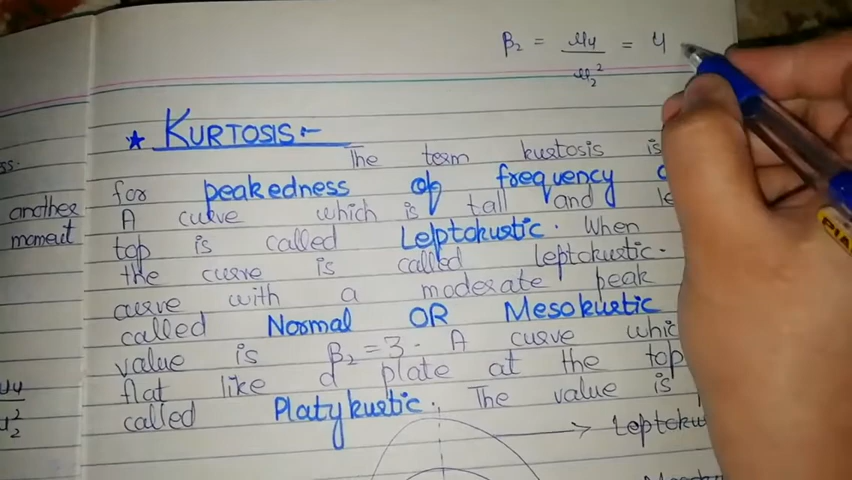 β₂ = μ₄ / μ₂² = 4
★ KURTOSIS:-
The term kurtosis is
for peakedness of frequency
A curve which is tall and
top is called Leptokurtic. When
the curve is called leptokurtic.
curve with a moderate peak
called Normal OR Mesokurtic
value is β₂ = 3. A curve whic
flat like a plate at the top
called Platykurtic. The value is
Leptoku
another
moment
μ₄
μ₂²